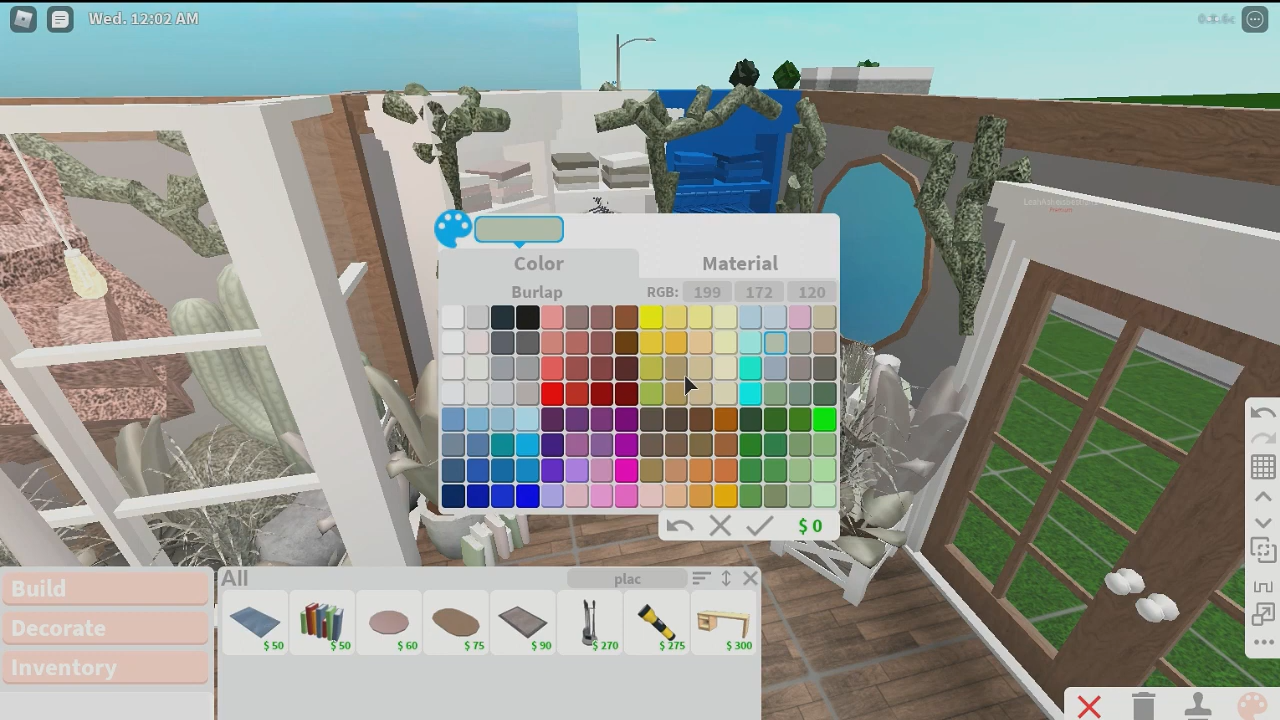 Wed. 12:02 AM
Color
Material
Burlap
RGB: 199 172 120
$ 0
Build
Decorate
Inventory
All
plac
$ 50
$ 50
$ 60
$ 75
$ 90
$ 270
$ 275
$ 300